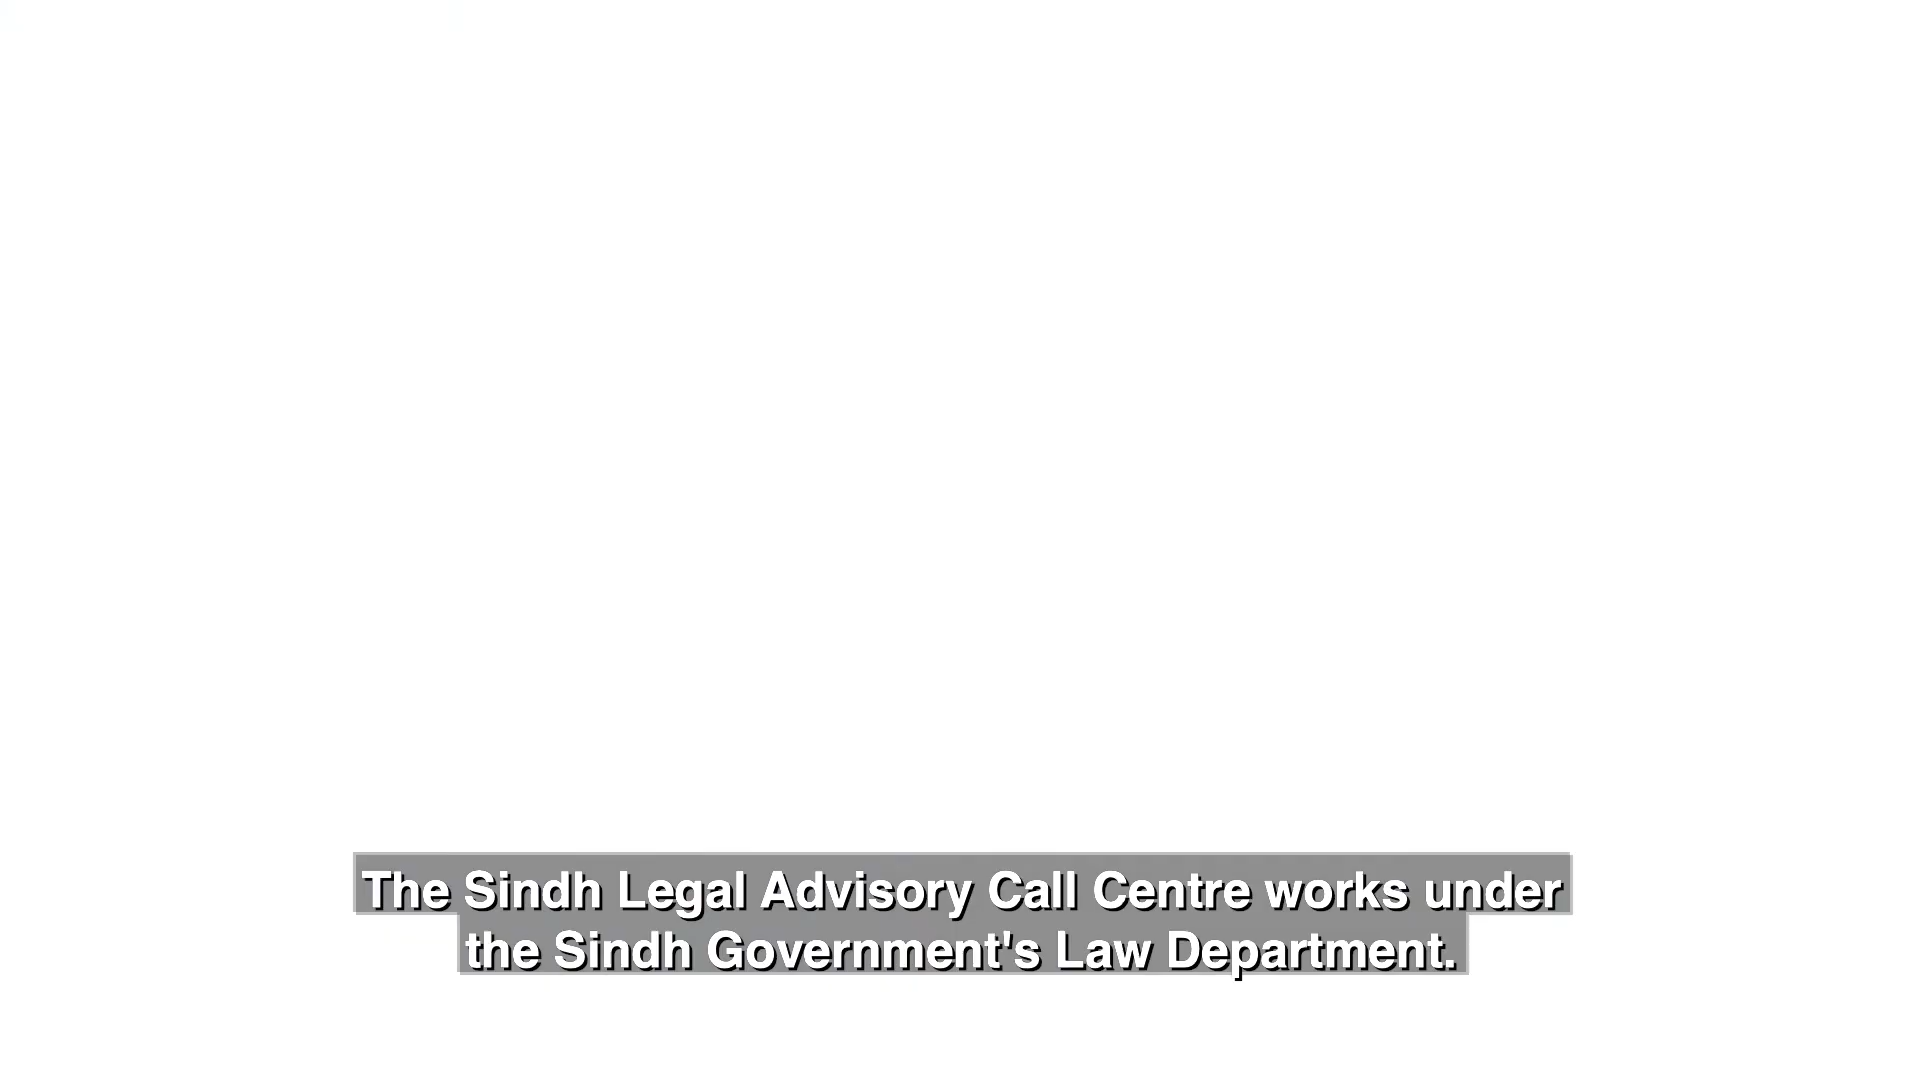 The Sindh Legal Advisory Call Centre works under
the Sindh Government's Law Department.